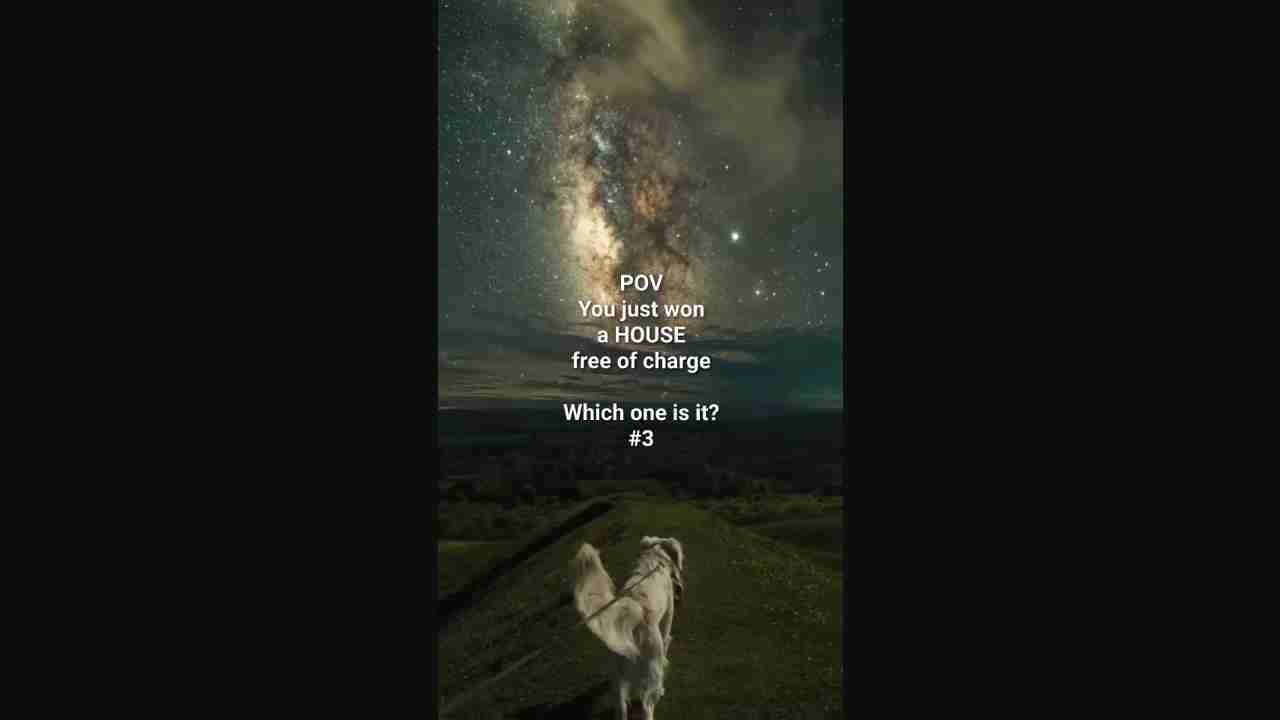 POV
You just won
a HOUSE
free of charge
Which one is it?
#3